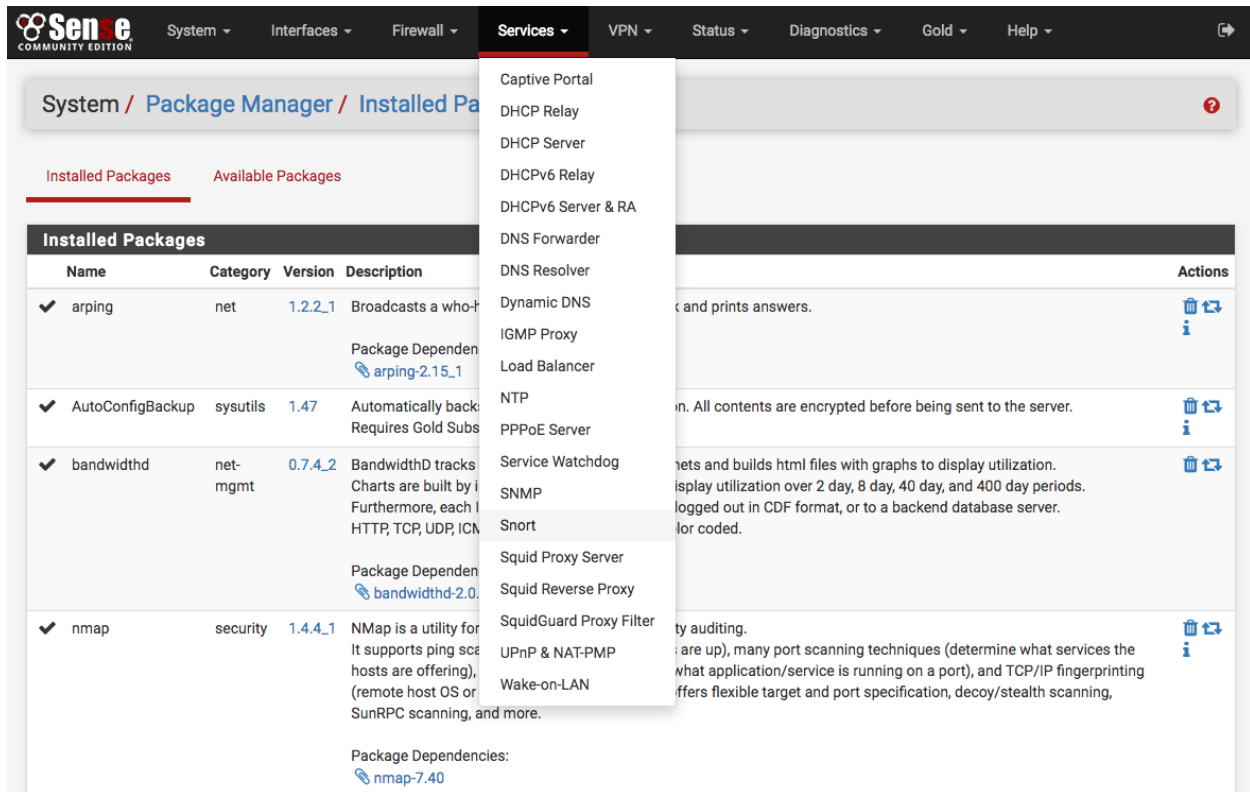 Sense
COMMUNITY EDITION
System Interfaces Firewall Services VPN Status Diagnostics Gold Help
System / Package Manager / Installed Pa
Captive Portal
DHCP Relay
DHCP Server
DHCPv6 Relay
DHCPv6 Server & RA
DNS Forwarder
DNS Resolver
Dynamic DNS
IGMP Proxy
Load Balancer
NTP
PPPoE Server
Service Watchdog
SNMP
Snort
Squid Proxy Server
Squid Reverse Proxy
SquidGuard Proxy Filter
UPnP & NAT-PMP
Wake-on-LAN
Installed Packages Available Packages
Installed Packages
Name Category Version Description Actions
arping net 1.2.2_1 Broadcasts a who-h and prints answers.
Package Dependen
arping-2.15_1
AutoConfigBackup sysutils 1.47 Automatically back on. All contents are encrypted before being sent to the server.
Requires Gold Subs
bandwidthd net-mgmt 0.7.4_2 BandwidthD tracks nets and builds html files with graphs to display utilization.
Charts are built by i isplay utilization over 2 day, 8 day, 40 day, and 400 day periods.
Furthermore, each logged out in CDF format, or to a backend database server.
HTTP, TCP, UDP, ICM lor coded.
Package Dependen
bandwidthd-2.0.
nmap security 1.4.4_1 NMap is a utility for ty auditing.
It supports ping sca are up), many port scanning techniques (determine what services the
hosts are offering), what application/service is running on a port), and TCP/IP fingerprinting
(remote host OS or ffers flexible target and port specification, decoy/stealth scanning,
SunRPC scanning, and more.
Package Dependencies:
nmap-7.40